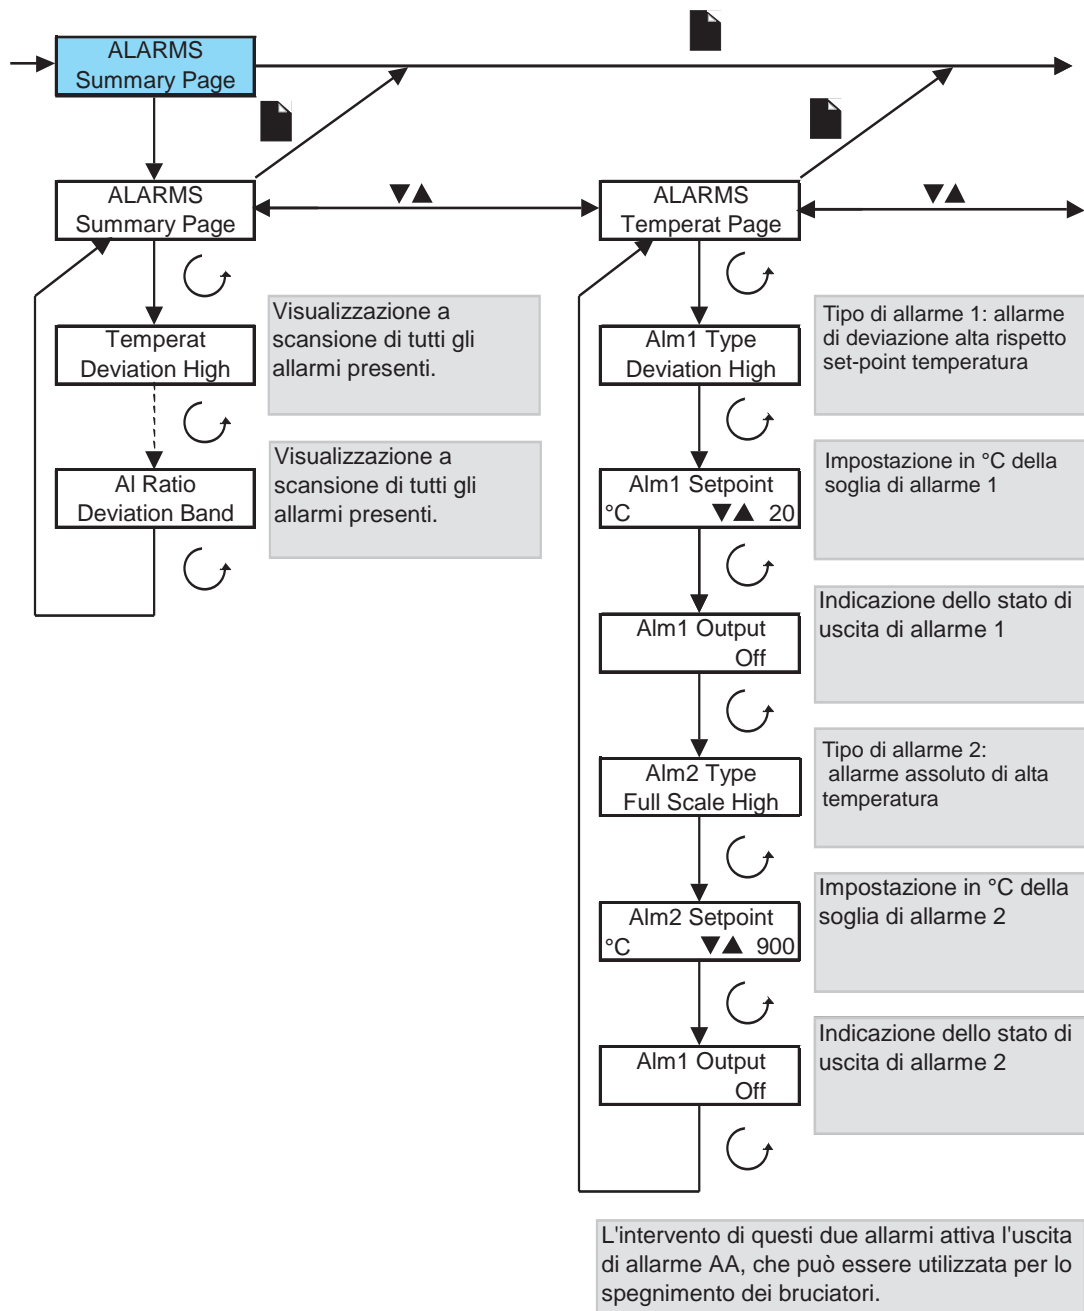 ALARMS
Summary Page
ALARMS
Summary Page
▼▲
ALARMS
Temperat Page
▼▲
Temperat
Deviation High
Visualizzazione a
scansione di tutti gli
allarmi presenti.
AI Ratio
Deviation Band
Visualizzazione a
scansione di tutti gli
allarmi presenti.
Alm1 Type
Deviation High
Tipo di allarme 1: allarme
di deviazione alta rispetto
set-point temperatura
Alm1 Setpoint
°C ▼▲ 20
Impostazione in °C della
soglia di allarme 1
Alm1 Output
Off
Indicazione dello stato di
uscita di allarme 1
Alm2 Type
Full Scale High
Tipo di allarme 2:
allarme assoluto di alta
temperatura
Alm2 Setpoint
°C ▼▲ 900
Impostazione in °C della
soglia di allarme 2
Alm1 Output
Off
Indicazione dello stato di
uscita di allarme 2
L'intervento di questi due allarmi attiva l'uscita
di allarme AA, che può essere utilizzata per lo
spegnimento dei bruciatori.